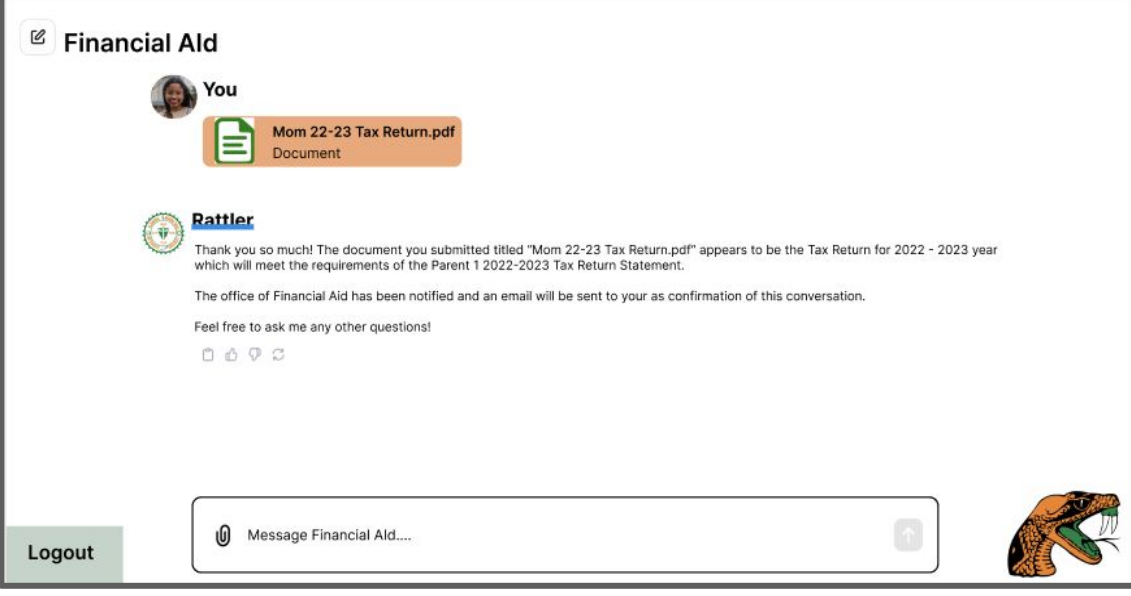 Financial AId
You
Mom 22-23 Tax Return.pdf
Document
Rattler
Thank you so much! The document you submitted titled "Mom 22-23 Tax Return.pdf" appears to be the Tax Return for 2022 - 2023 year
which will meet the requirements of the Parent 1 2022-2023 Tax Return Statement.
The office of Financial Aid has been notified and an email will be sent to your as confirmation of this conversation.
Feel free to ask me any other questions!
Message Financial AId....
Logout